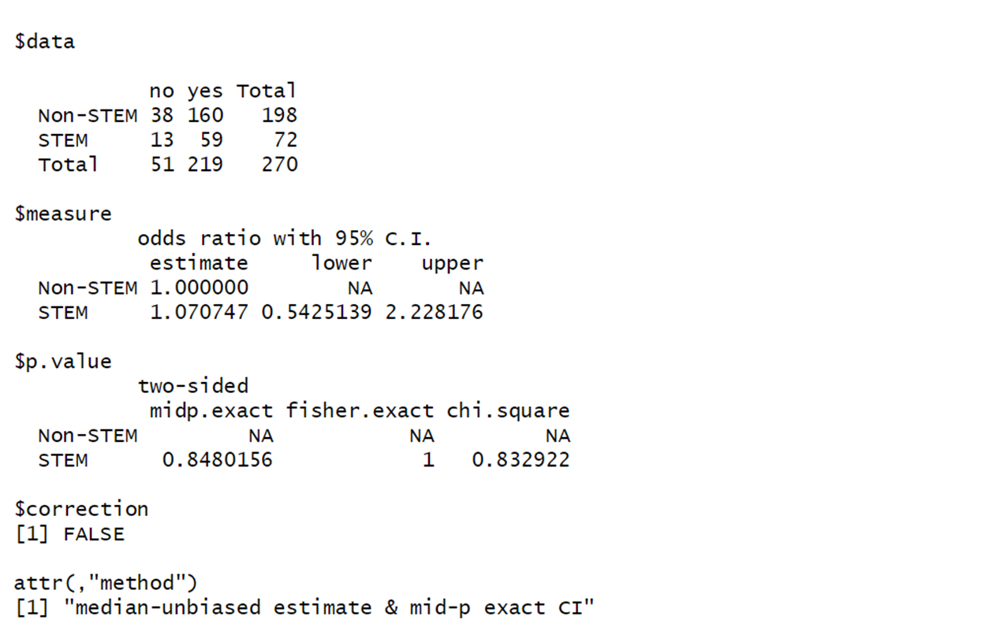 $data
no yes Total
Non-STEM 38 160 198
STEM 13 59 72
Total 51 219 270
$measure
odds ratio with 95% C.I.
estimate lower upper
Non-STEM 1.000000 NA NA
STEM 1.070747 0.5425139 2.228176
$p.value
two-sided
midp.exact fisher.exact chi.square
Non-STEM NA NA NA
STEM 0.8480156 1 0.832922
$correction
[1] FALSE
attr(,"method")
[1] "median-unbiased estimate & mid-p exact CI"